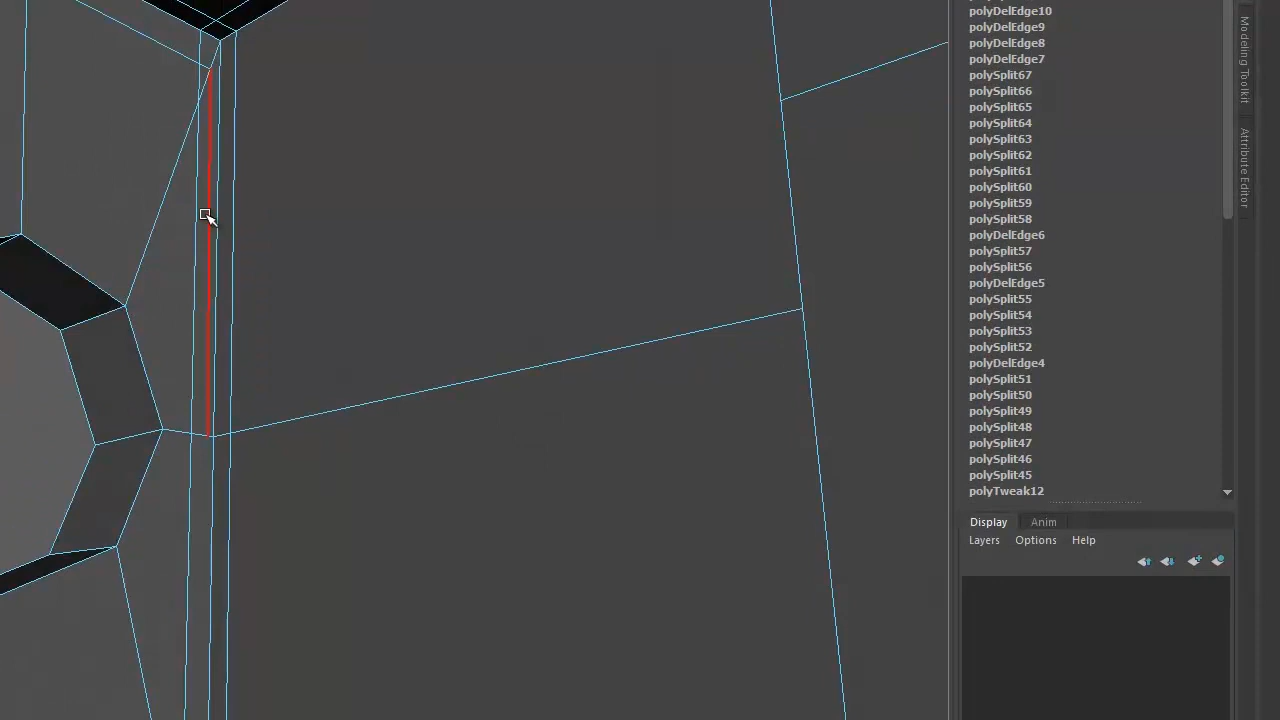 polyDelEdge10
polyDelEdge9
polyDelEdge8
polyDelEdge7
polySplit67
polySplit66
polySplit65
polySplit64
polySplit63
polySplit62
polySplit61
polySplit60
polySplit59
polySplit58
polyDelEdge6
polySplit57
polySplit56
polyDelEdge5
polySplit55
polySplit54
polySplit53
polySplit52
polyDelEdge4
polySplit51
polySplit50
polySplit49
polySplit48
polySplit47
polySplit46
polySplit45
polyTweak12
Display Anim
Layers Options Help
Modeling Toolkit
Attribute Editor